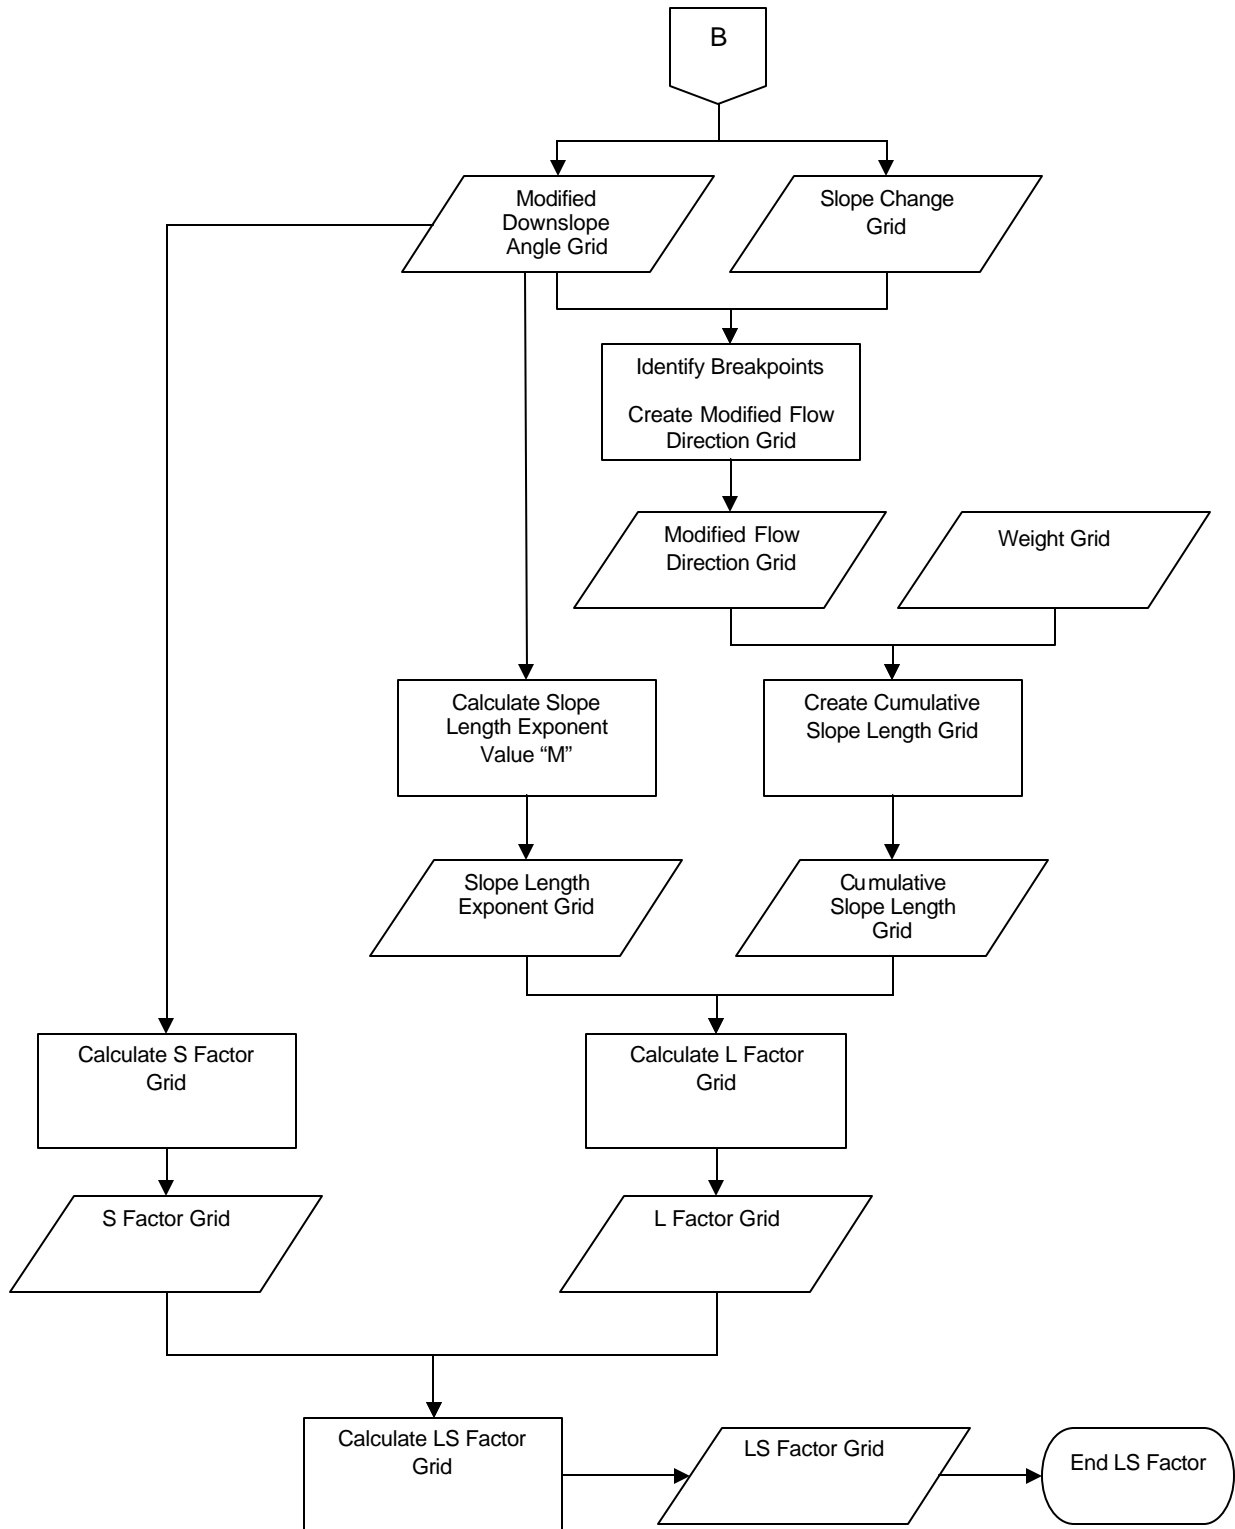 B
Modified
Downslope
Angle Grid
Slope Change
Grid
Identify Breakpoints
Create Modified Flow
Direction Grid
Modified Flow
Direction Grid
Weight Grid
Calculate Slope
Length Exponent
Value “M”
Create Cumulative
Slope Length Grid
Slope Length
Exponent Grid
Cumulative
Slope Length
Grid
Calculate S Factor
Grid
Calculate L Factor
Grid
S Factor Grid
L Factor Grid
Calculate LS Factor
Grid
LS Factor Grid
End LS Factor